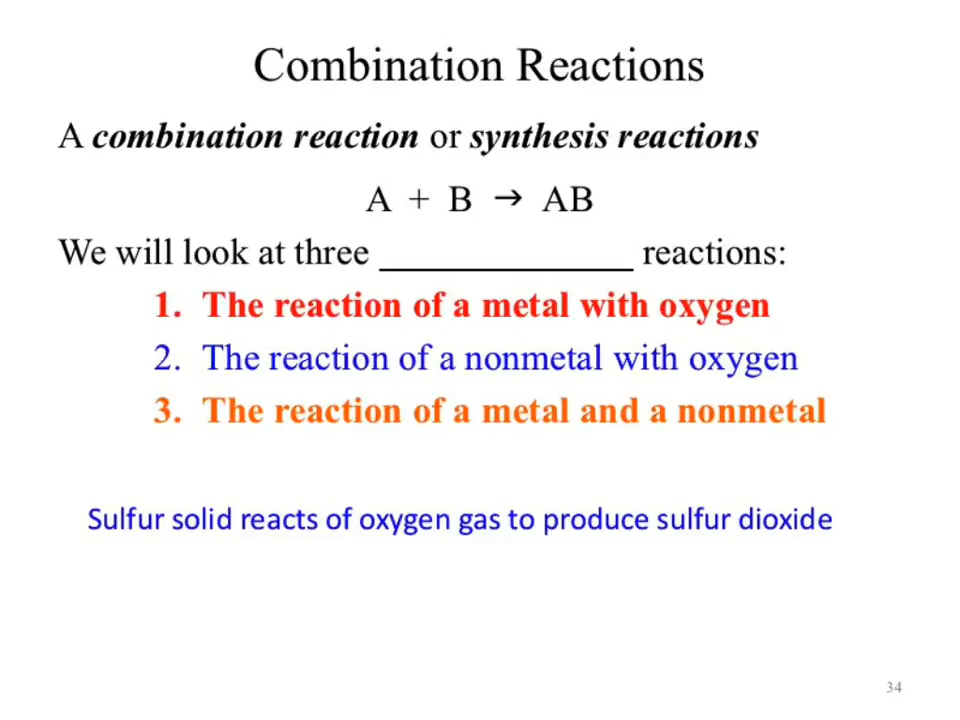 Combination Reactions
A combination reaction or synthesis reactions
A + B → AB
We will look at three ______________ reactions:
1. The reaction of a metal with oxygen
2. The reaction of a nonmetal with oxygen
3. The reaction of a metal and a nonmetal
Sulfur solid reacts of oxygen gas to produce sulfur dioxide
34